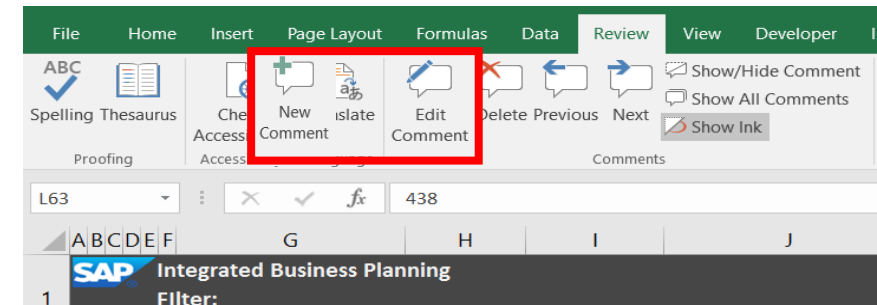 File Home Insert Page Layout Formulas Data Review View Developer
ABC
Spelling Thesaurus
New Comment
Edit Comment
Previous Next
Show/Hide Comment
Show All Comments
Show Ink
Proofing Comments
L63 fx 438
A B C D E F G H I J
1 SAP Integrated Business Planning
FIlter: